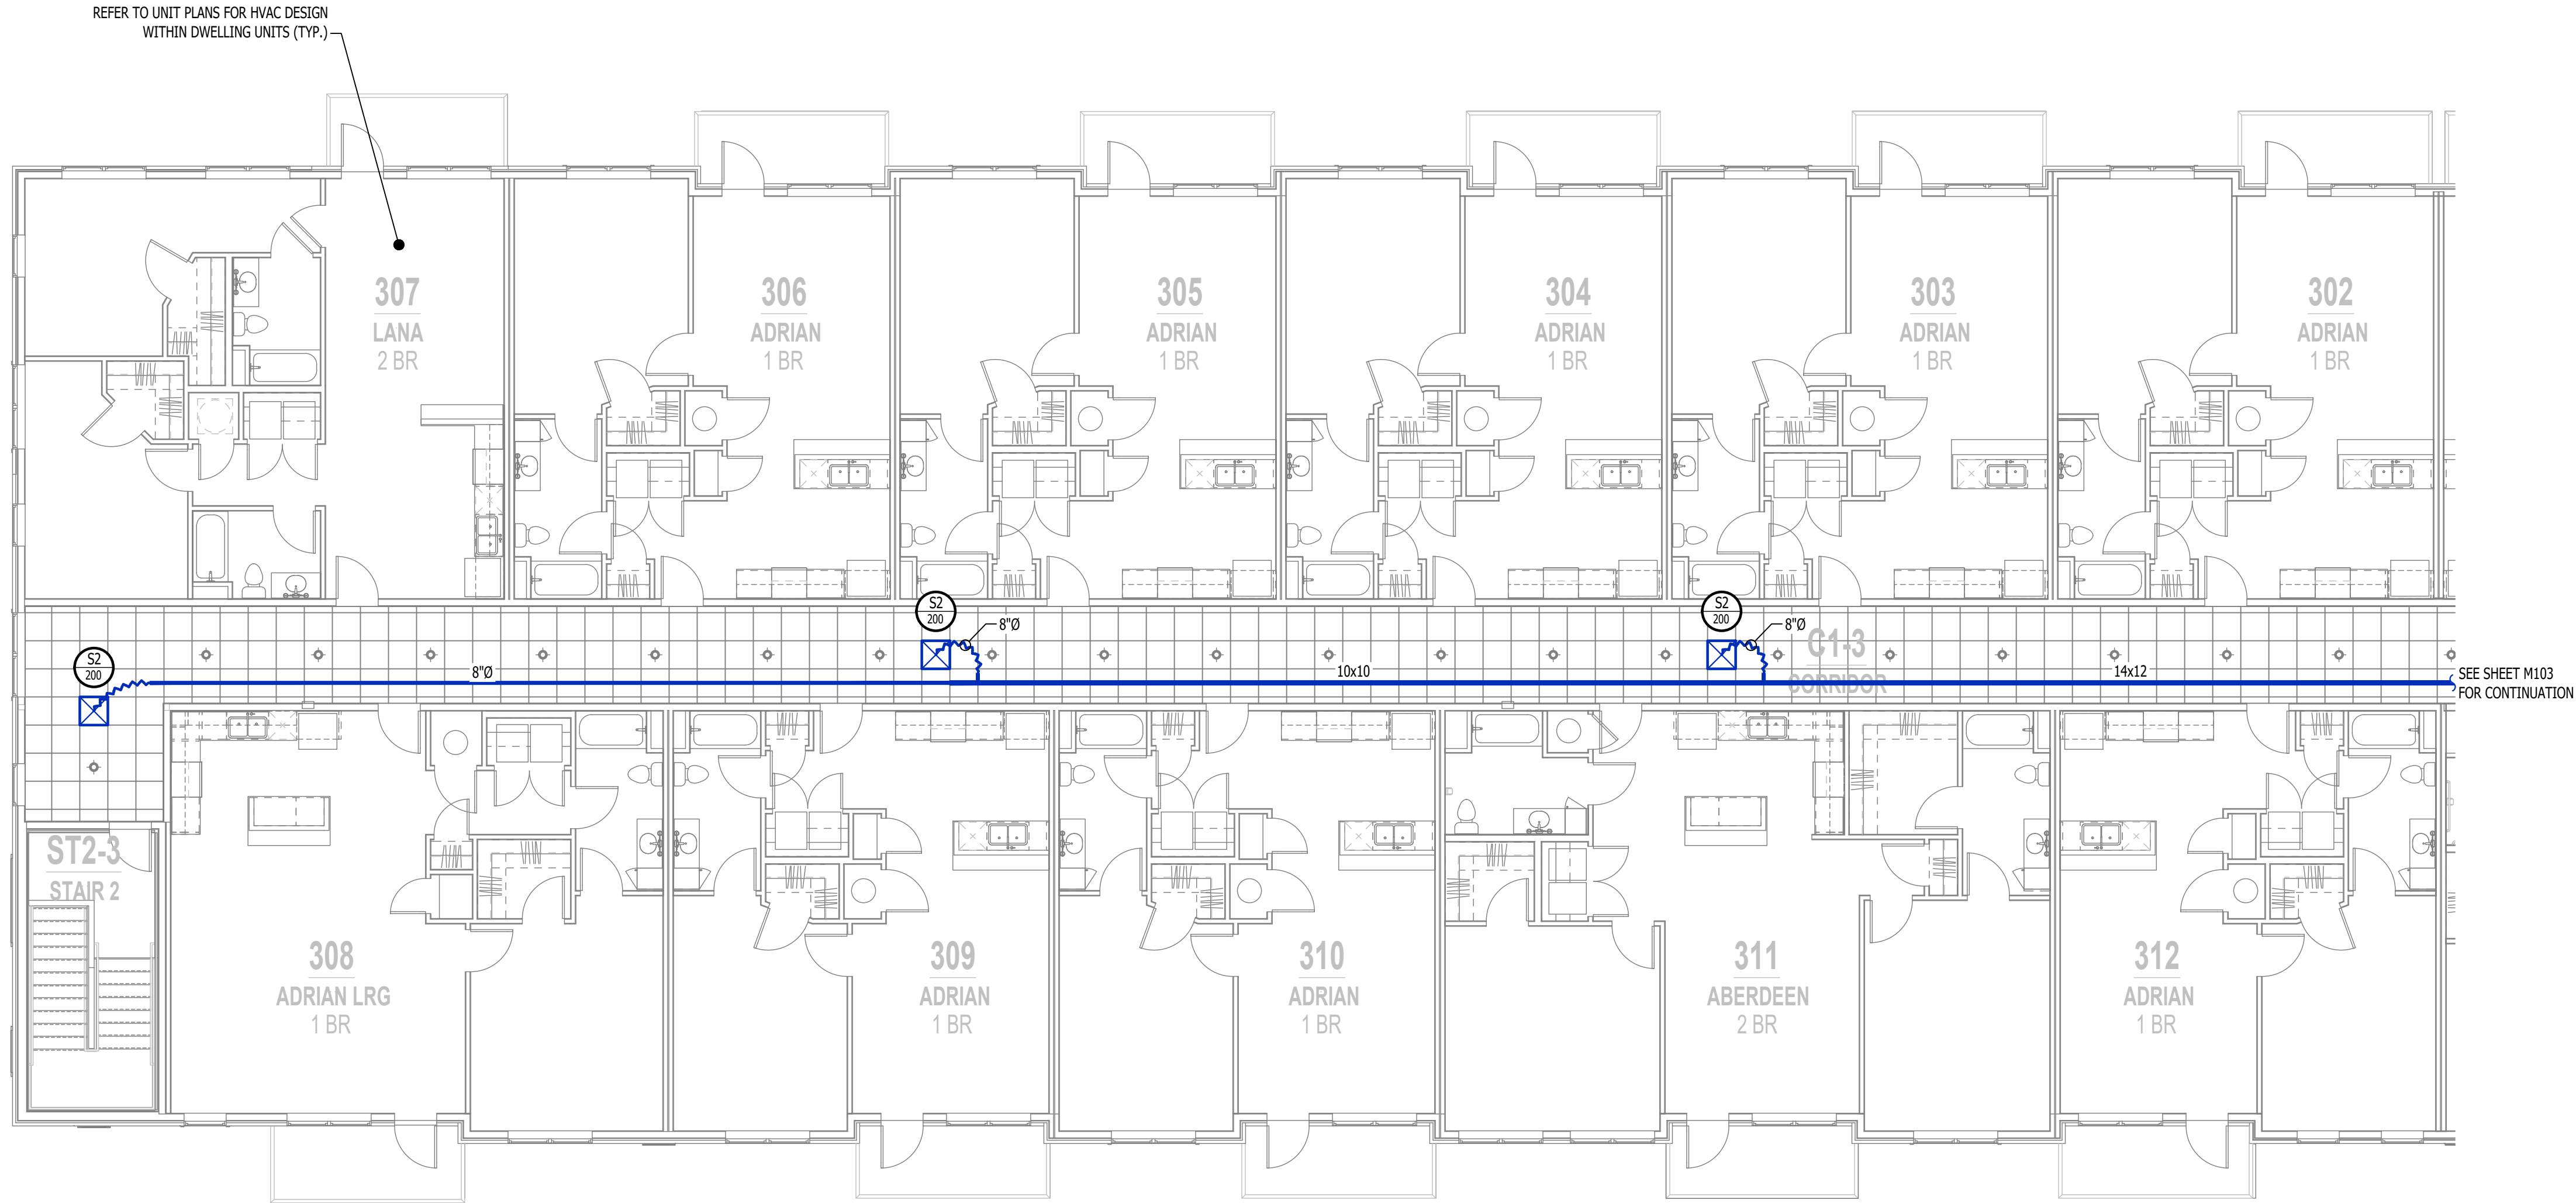 REFER TO UNIT PLANS FOR HVAC DESIGN
WITHIN DWELLING UNITS (TYP.)
307
LANA
2 BR
306
ADRIAN
1 BR
305
ADRIAN
1 BR
304
ADRIAN
1 BR
303
ADRIAN
1 BR
302
ADRIAN
1 BR
S2
200
8"Ø
S2
200
8"Ø
S2
200
8"Ø
10x10
14x12
C1-3
CORRIDOR
SEE SHEET M103
FOR CONTINUATION
ST2-3
STAIR 2
308
ADRIAN LRG
1 BR
309
ADRIAN
1 BR
310
ADRIAN
1 BR
311
ABERDEEN
2 BR
312
ADRIAN
1 BR